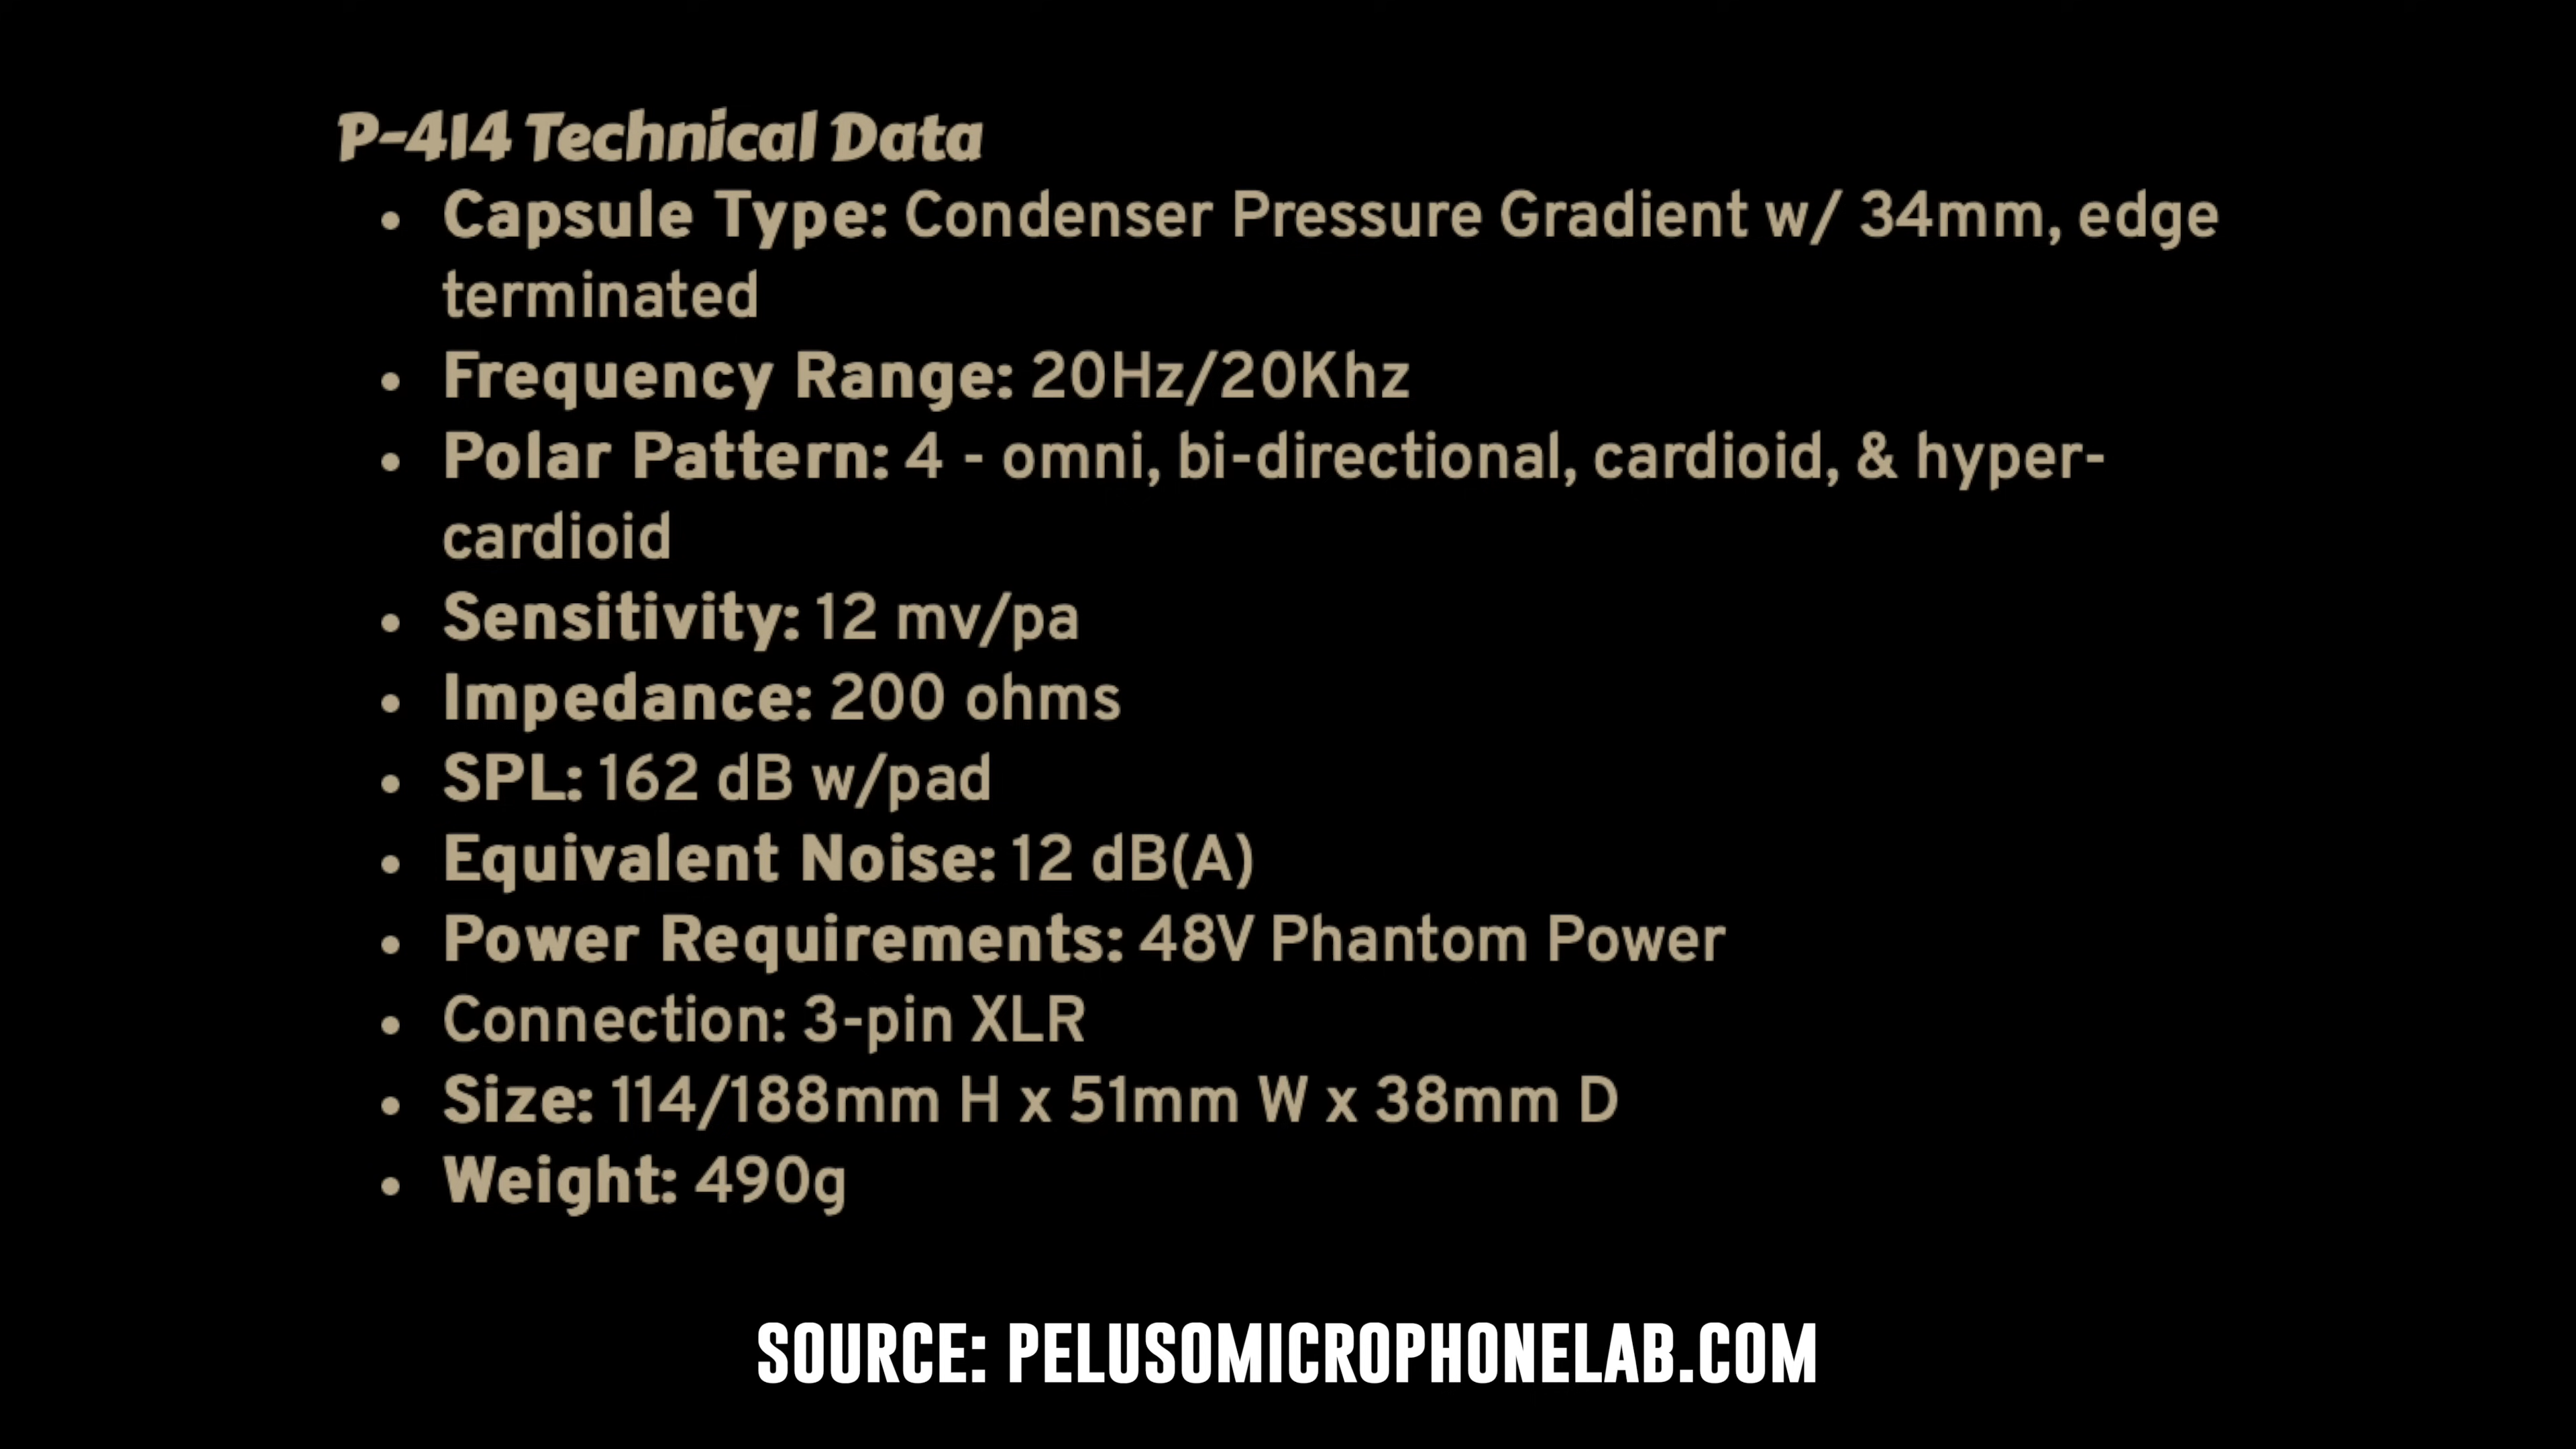 P-414 Technical Data
• Capsule Type: Condenser Pressure Gradient w/ 34mm, edge
terminated
• Frequency Range: 20Hz/20Khz
• Polar Pattern: 4 - omni, bi-directional, cardioid, & hyper-
cardioid
• Sensitivity: 12 mv/pa
• Impedance: 200 ohms
• SPL: 162 dB w/pad
• Equivalent Noise: 12 dB(A)
• Power Requirements: 48V Phantom Power
• Connection: 3-pin XLR
• Size: 114/188mm H x 51mm W x 38mm D
• Weight: 490g
SOURCE: PELUSOMICROPHONELAB.COM